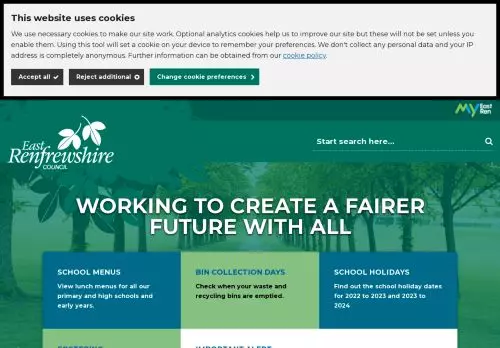 This website uses cookies
We use necessary cookies to make our site work. Optional analytics cookies help us to improve our site but these will not be set unless you
enable them. Using this tool will set a cookie on your device to remember your preferences. We don't collect any personal data and your IP
address is completely anonymous. Further information can be obtained from our cookie policy.
Accept all
Reject additional
Change cookie preferences
My East Ren
East
Renfrewshire
COUNCIL
Start search here...
WORKING TO CREATE A FAIRER
FUTURE WITH ALL
SCHOOL MENUS
View lunch menus for all our
primary and high schools and
early years.
BIN COLLECTION DAYS
Check when your waste and
recycling bins are emptied.
SCHOOL HOLIDAYS
Find out the school holiday dates
for 2022 to 2023 and 2023 to
2024